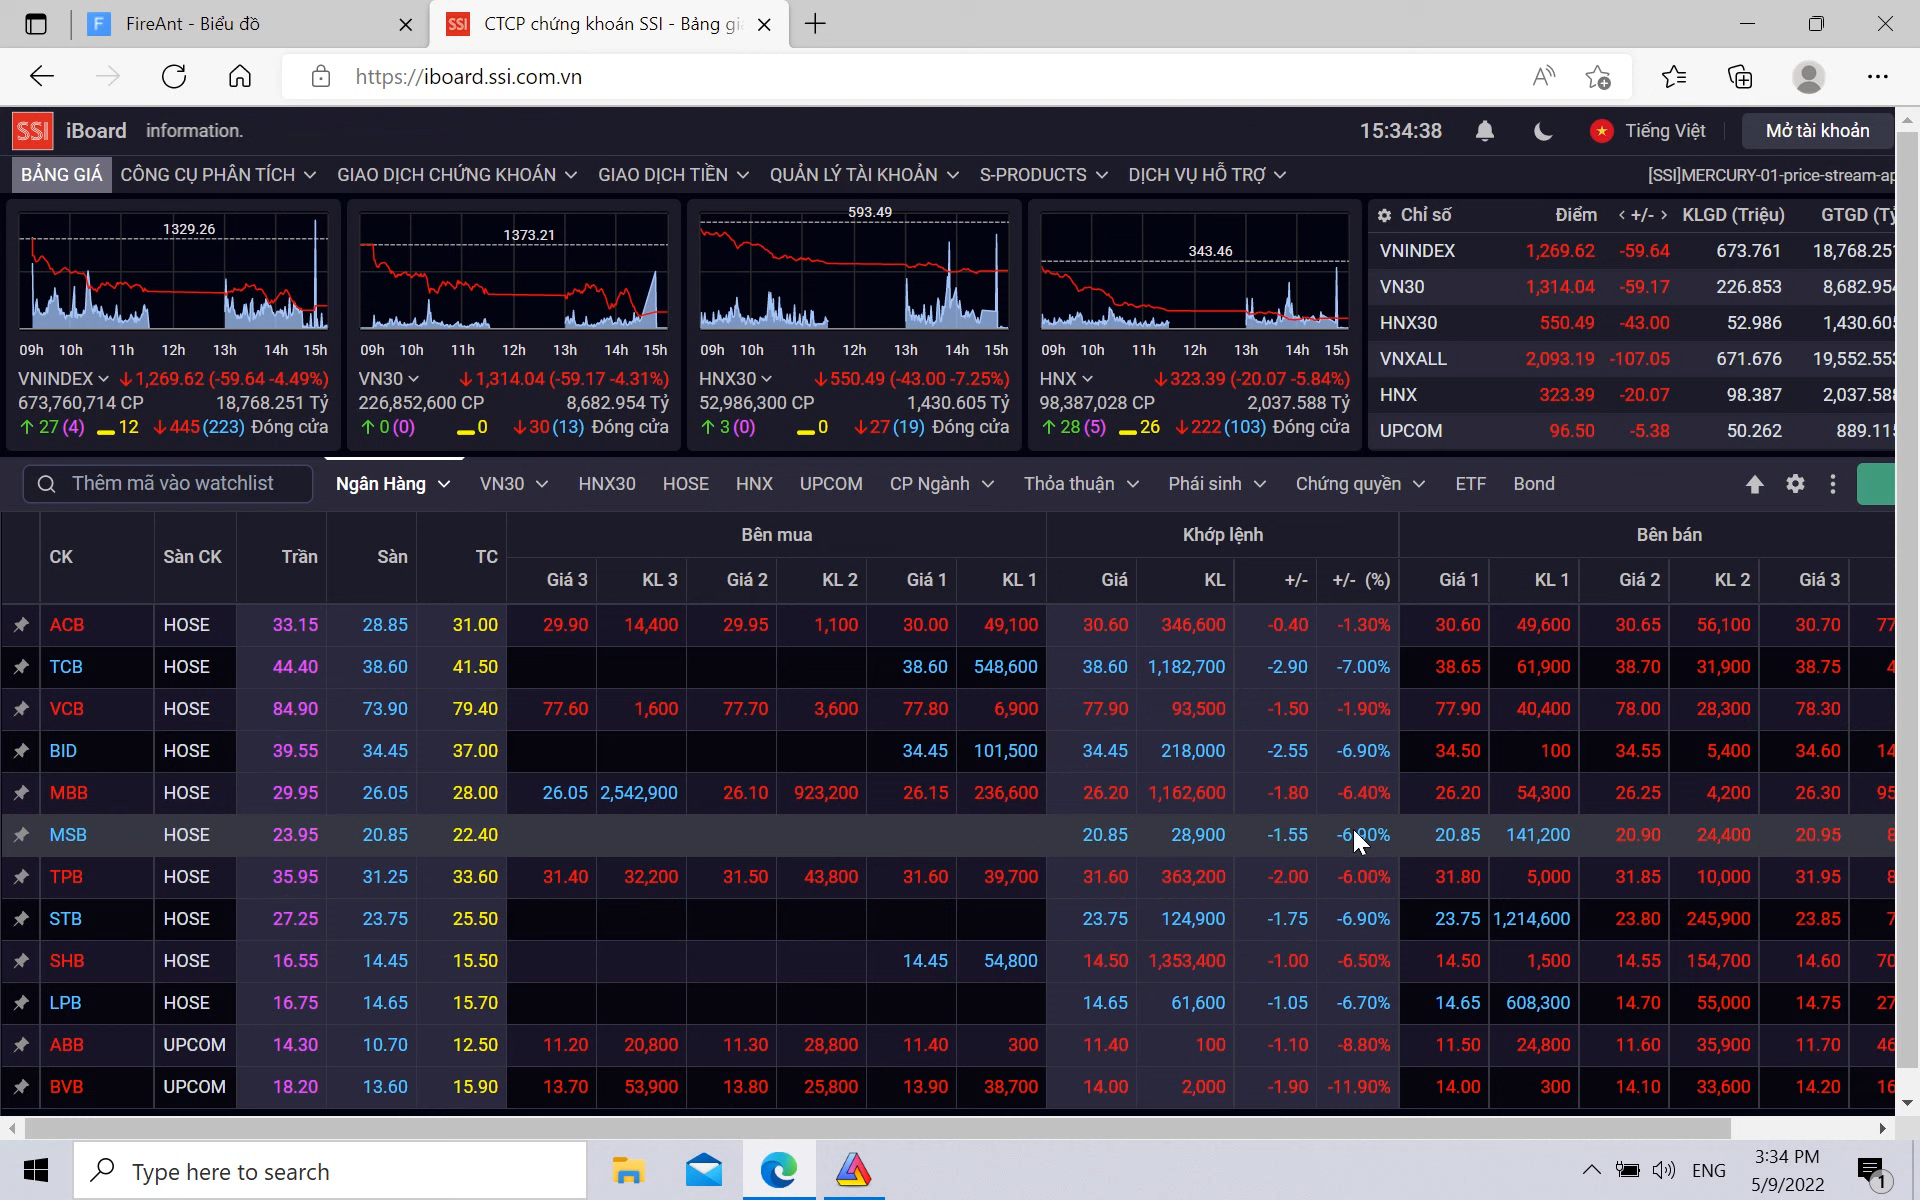 FireAnt - Biểu đồ
SSI CTCP chứng khoán SSI - Bảng gi
https://iboard.ssi.com.vn
SSI iBoard information. 15:34:38 Tiếng Việt Mở tài khoản
BẢNG GIÁ CÔNG CỤ PHÂN TÍCH GIAO DỊCH CHỨNG KHOÁN GIAO DỊCH TIỀN QUẢN LÝ TÀI KHOẢN S-PRODUCTS DỊCH VỤ HỖ TRỢ [SSI]MERCURY-01-price-stream-ap
1329.26
09h 10h 11h 12h 13h 14h 15h
VNINDEX 1,269.62 (-59.64 -4.49%)
673,760,714 CP 18,768.251 Tỷ
27 (4) 12 445 (223) Đóng cửa
1373.21
09h 10h 11h 12h 13h 14h 15h
VN30 1,314.04 (-59.17 -4.31%)
226,852,600 CP 8,682.954 Tỷ
0 (0) 0 30 (13) Đóng cửa
593.49
09h 10h 11h 12h 13h 14h 15h
HNX30 550.49 (-43.00 -7.25%)
52,986,300 CP 1,430.605 Tỷ
3 (0) 0 27 (19) Đóng cửa
343.46
09h 10h 11h 12h 13h 14h 15h
HNX 323.39 (-20.07 -5.84%)
98,387,028 CP 2,037.588 Tỷ
28 (5) 26 222 (103) Đóng cửa
Chỉ số Điểm < +/- > KLGD (Triệu) GTGD (Tỷ
VNINDEX 1,269.62 -59.64 673.761 18,768.251
VN30 1,314.04 -59.17 226.853 8,682.954
HNX30 550.49 -43.00 52.986 1,430.605
VNXALL 2,093.19 -107.05 671.676 19,552.553
HNX 323.39 -20.07 98.387 2,037.588
UPCOM 96.50 -5.38 50.262 889.115
Thêm mã vào watchlist Ngân Hàng VN30 HNX30 HOSE HNX UPCOM CP Ngành Thỏa thuận Phái sinh Chứng quyền ETF Bond
CK Sàn CK Trần Sàn TC Bên mua Khớp lệnh Bên bán
Giá 3 KL 3 Giá 2 KL 2 Giá 1 KL 1 Giá KL +/- +/- (%) Giá 1 KL 1 Giá 2 KL 2 Giá 3
ACB HOSE 33.15 28.85 31.00 29.90 14,400 29.95 1,100 30.00 49,100 30.60 346,600 -0.40 -1.30% 30.60 49,600 30.65 56,100 30.70 77
TCB HOSE 44.40 38.60 41.50 38.60 548,600 38.60 1,182,700 -2.90 -7.00% 38.65 61,900 38.70 31,900 38.75 4
VCB HOSE 84.90 73.90 79.40 77.60 1,600 77.70 3,600 77.80 6,900 77.90 93,500 -1.50 -1.90% 77.90 40,400 78.00 28,300 78.30
BID HOSE 39.55 34.45 37.00 34.45 101,500 34.45 218,000 -2.55 -6.90% 34.50 100 34.55 5,400 34.60 14
MBB HOSE 29.95 26.05 28.00 26.05 2,542,900 26.10 923,200 26.15 236,600 26.20 1,162,600 -1.80 -6.40% 26.20 54,300 26.25 4,200 26.30 95
MSB HOSE 23.95 20.85 22.40 20.85 28,900 -1.55 -6.90% 20.85 141,200 20.90 24,400 20.95 8
TPB HOSE 35.95 31.25 33.60 31.40 32,200 31.50 43,800 31.60 39,700 31.60 363,200 -2.00 -6.00% 31.80 5,000 31.85 10,000 31.95 8
STB HOSE 27.25 23.75 25.50 23.75 124,900 -1.75 -6.90% 23.75 1,214,600 23.80 245,900 23.85 7
SHB HOSE 16.55 14.45 15.50 14.45 54,800 14.50 1,353,400 -1.00 -6.50% 14.50 1,500 14.55 154,700 14.60 70
LPB HOSE 16.75 14.65 15.70 14.65 61,600 -1.05 -6.70% 14.65 608,300 14.70 55,000 14.75 27
ABB UPCOM 14.30 10.70 12.50 11.20 20,800 11.30 28,800 11.40 300 11.40 100 -1.10 -8.80% 11.50 24,800 11.60 35,900 11.70 46
BVB UPCOM 18.20 13.60 15.90 13.70 53,900 13.80 25,800 13.90 38,700 14.00 2,000 -1.90 -11.90% 14.00 300 14.10 33,600 14.20 16
Type here to search ENG 3:34 PM
5/9/2022 1